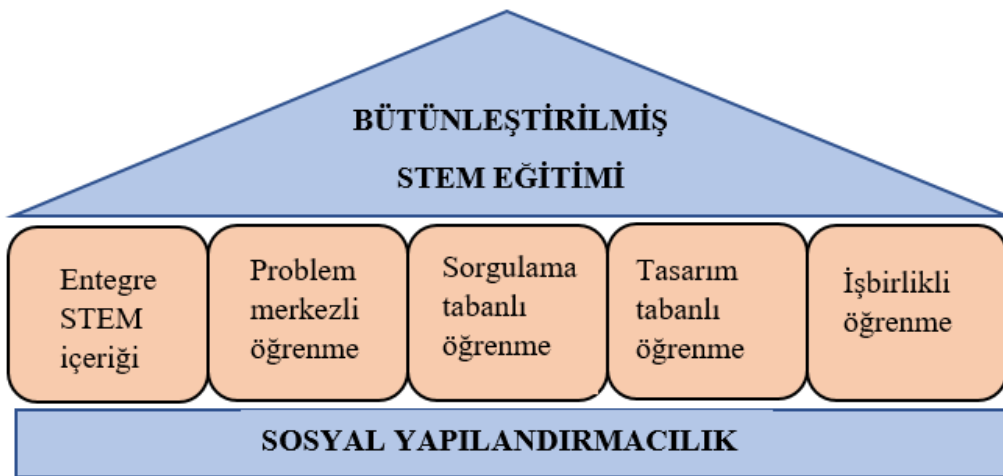 BÜTÜNLEŞTİRİLMİŞ
STEM EĞİTİMİ
Entegre
STEM
içeriği
Problem
merkezli
öğrenme
Sorgulama
tabanlı
öğrenme
Tasarım
tabanlı
öğrenme
İşbirlikli
öğrenme
SOSYAL YAPILANDIRMACILIK